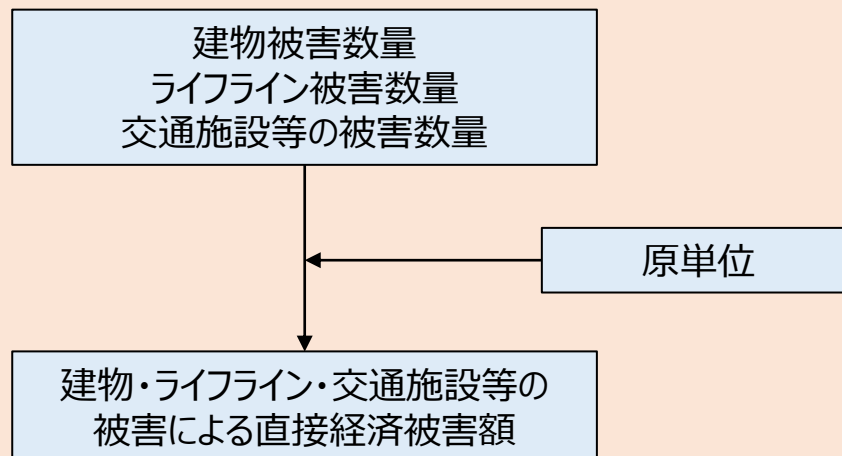 建物被害数量
ライフライン被害数量
交通施設等の被害数量
原単位
建物・ライフライン・交通施設等の
被害による直接経済被害額